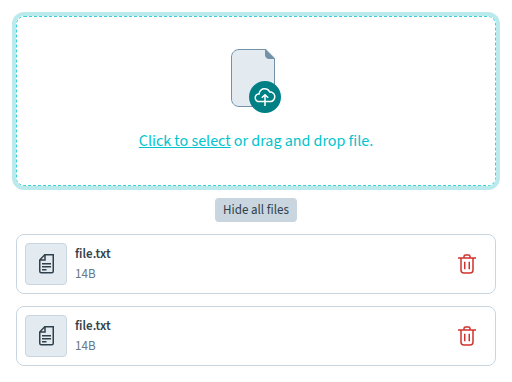 Click to select or drag and drop file.
Hide all files
file.txt
14B
file.txt
14B